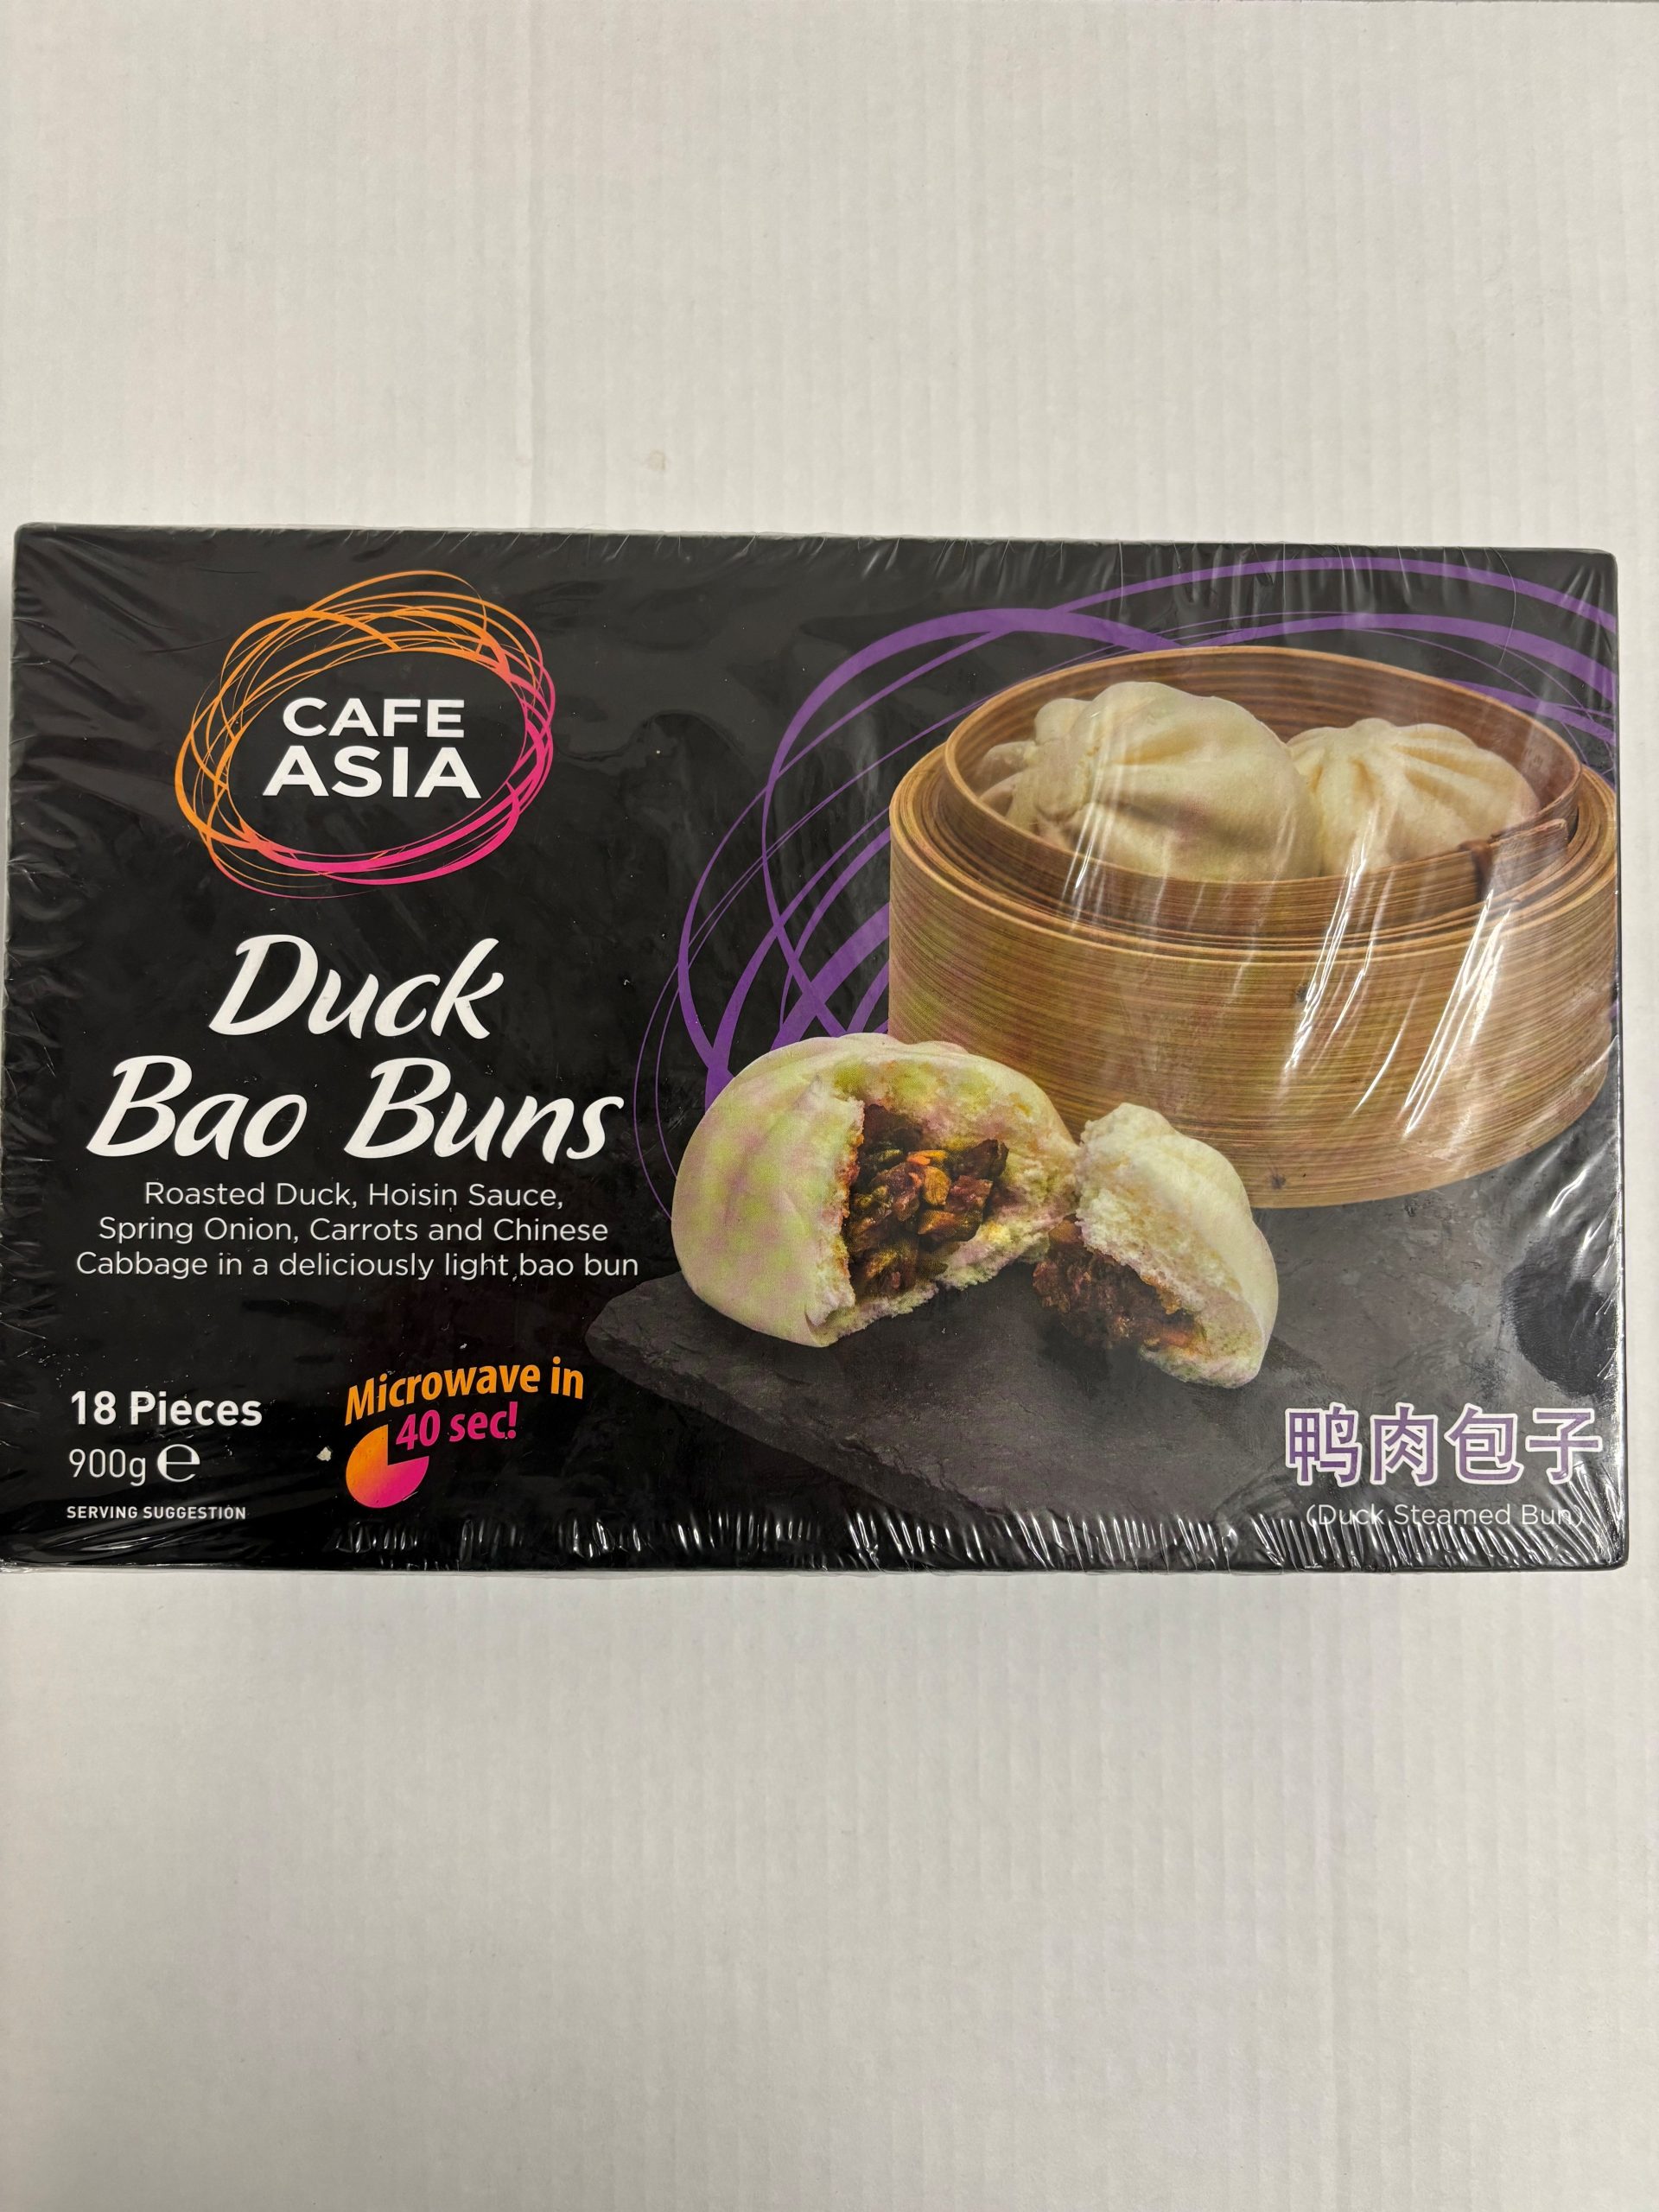 CAFE
ASIA
Duck
Bao Buns
Roasted Duck, Hoisin Sauce,
Spring Onion, Carrots and Chinese
Cabbage in a deliciously light bao bun
18 Pieces
900g ℮
SERVING SUGGESTION
Microwave in
40 sec!
鸭肉包子
(Duck Steamed Bun)